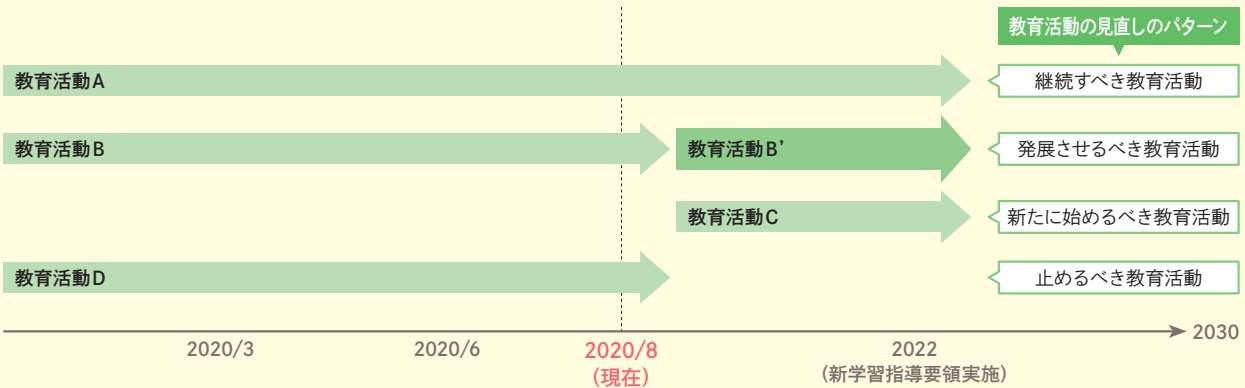 教育活動の見直しのパターン
教育活動A
継続すべき教育活動
教育活動B
教育活動B’
発展させるべき教育活動
教育活動C
新たに始めるべき教育活動
教育活動D
止めるべき教育活動
2030
2020/3
2020/6
2020/8
(現在)
2022
(新学習指導要領実施)